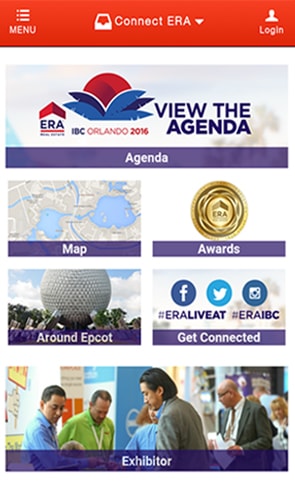 MENU
Connect ERA
LogIn
ERA
REAL ESTATE
IBC ORLANDO 2016
VIEW THE
AGENDA
Agenda
Map
ERA
Awards
Around Epcot
#ERALIVEAT #ERAIBC
Get Connected
Exhibitor